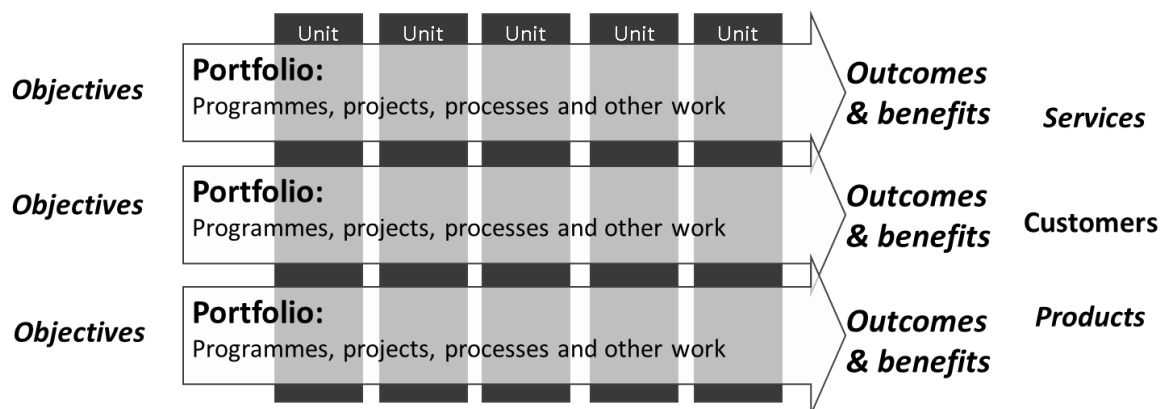 Unit Unit Unit Unit Unit
Objectives
Portfolio:
Programmes, projects, processes and other work
Outcomes
& benefits
Services
Objectives
Portfolio:
Programmes, projects, processes and other work
Outcomes
& benefits
Customers
Objectives
Portfolio:
Programmes, projects, processes and other work
Outcomes
& benefits
Products